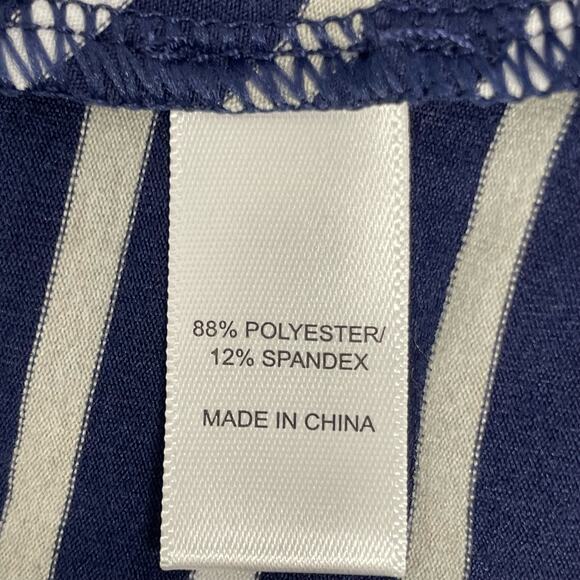 88% POLYESTER/
12% SPANDEX
MADE IN CHINA